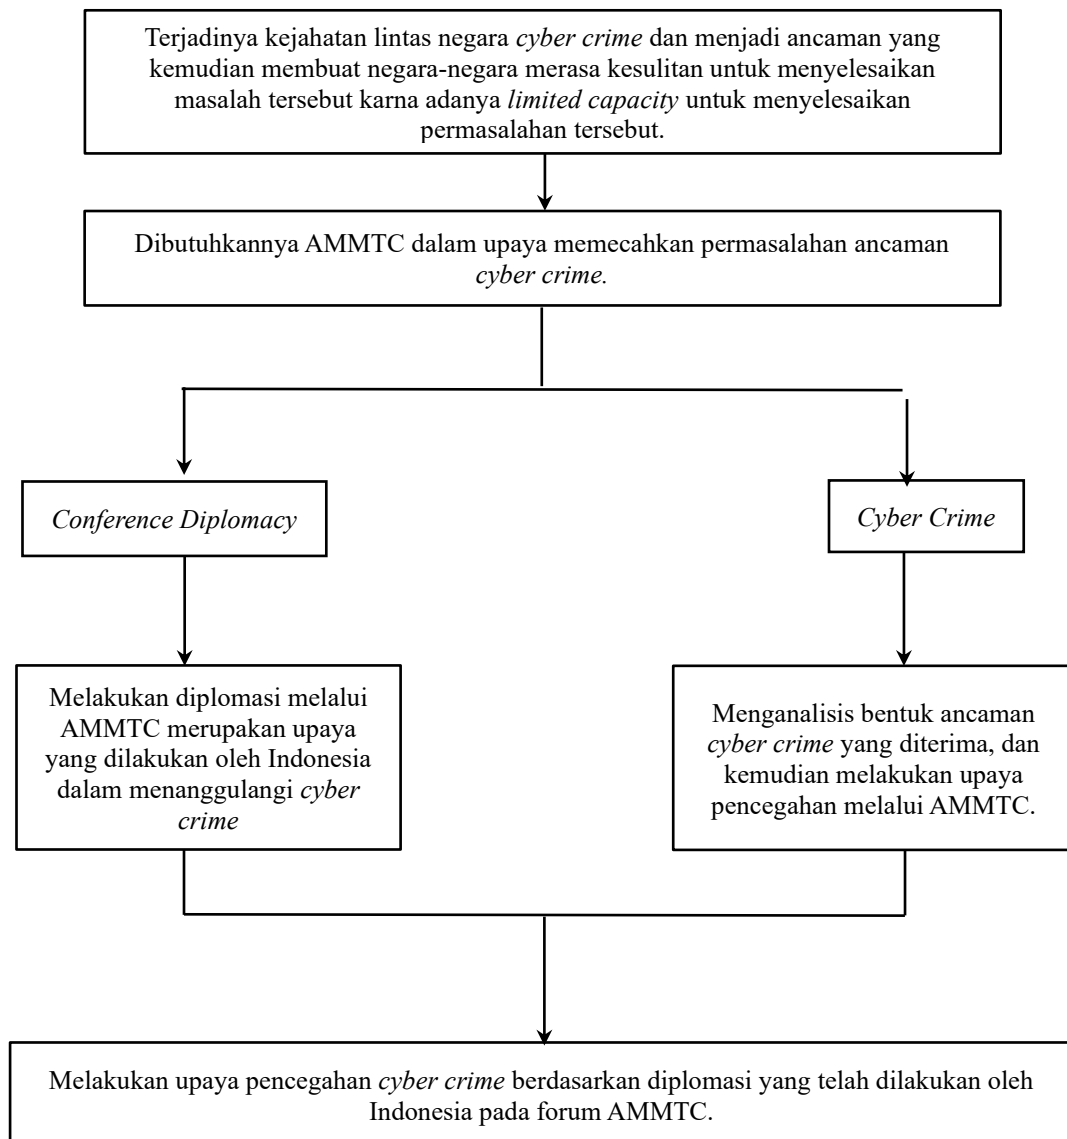 Terjadinya kejahatan lintas negara cyber crime dan menjadi ancaman yang
kemudian membuat negara-negara merasa kesulitan untuk menyelesaikan
masalah tersebut karna adanya limited capacity untuk menyelesaikan
permasalahan tersebut.
Dibutuhkannya AMMTC dalam upaya memecahkan permasalahan ancaman
cyber crime.
Conference Diplomacy
Cyber Crime
Melakukan diplomasi melalui
AMMTC merupakan upaya
yang dilakukan oleh Indonesia
dalam menanggulangi cyber
crime
Menganalisis bentuk ancaman
cyber crime yang diterima, dan
kemudian melakukan upaya
pencegahan melalui AMMTC.
Melakukan upaya pencegahan cyber crime berdasarkan diplomasi yang telah dilakukan oleh
Indonesia pada forum AMMTC.